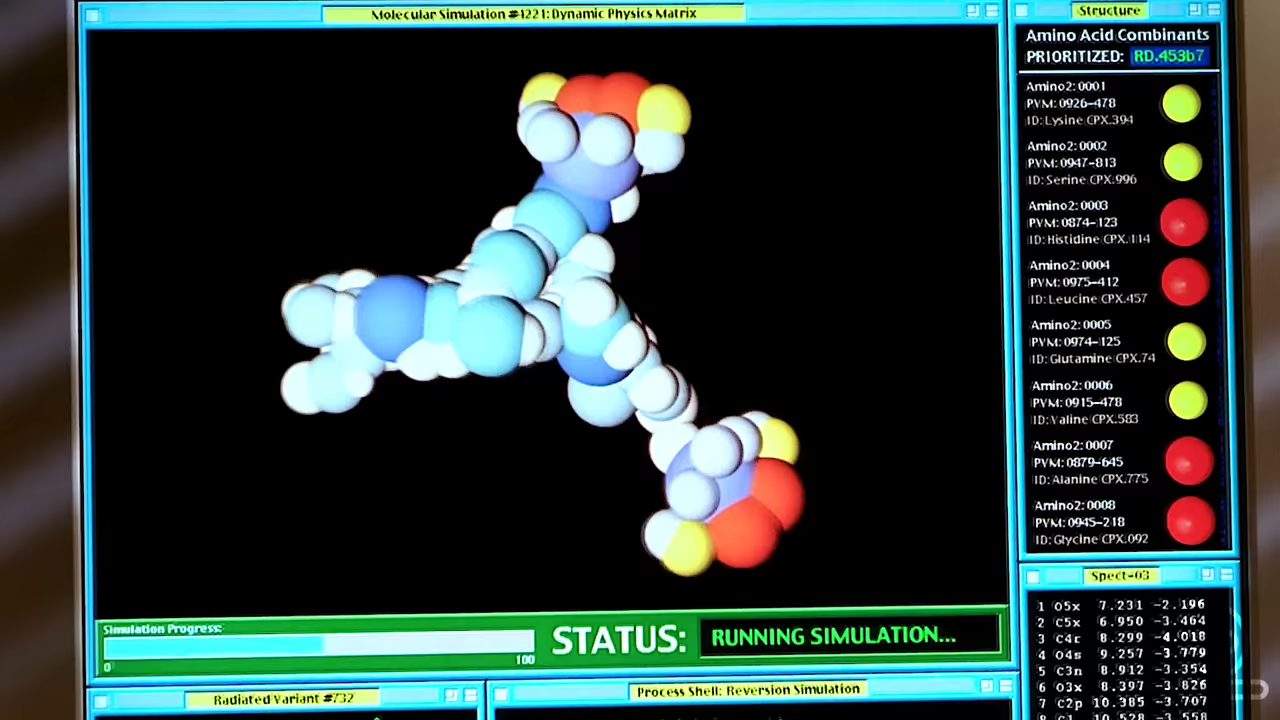 Molecular Simulation #1221: Dynamic Physics Matrix
Structure
Amino Acid Combinants
PRIORITIZED: RD.453b7
Amino2: 0001
PVM: 0926-478
ID: Lysine CPX.394
Amino2: 0002
PVM: 0947-813
ID: Serine CPX.996
Amino2: 0003
PVM: 0874-123
ID: Histidine CPX.114
Amino2: 0004
PVM: 0975-412
ID: Leucine CPX.457
Amino2: 0005
PVM: 0974-125
ID: Glutamine CPX.74
Amino2: 0006
PVM: 0915-478
ID: Valine CPX.583
Amino2: 0007
PVM: 0879-645
ID: Alanine CPX.775
Amino2: 0008
PVM: 0945-218
ID: Glycine CPX.092
Simulation Progress:
0
100
STATUS: RUNNING SIMULATION...
Spect-03
1 O5x 7.231 -2.196
2 C5x 6.950 -3.464
3 C4r 8.299 -4.018
4 O4s 9.257 -3.779
5 C3n 8.912 -3.354
6 O3x 8.397 -3.826
7 C2p 10.385 -3.707
8 C1 10.528 -3.558
Radiated Variant #732
Process Shell: Reversion Simulation